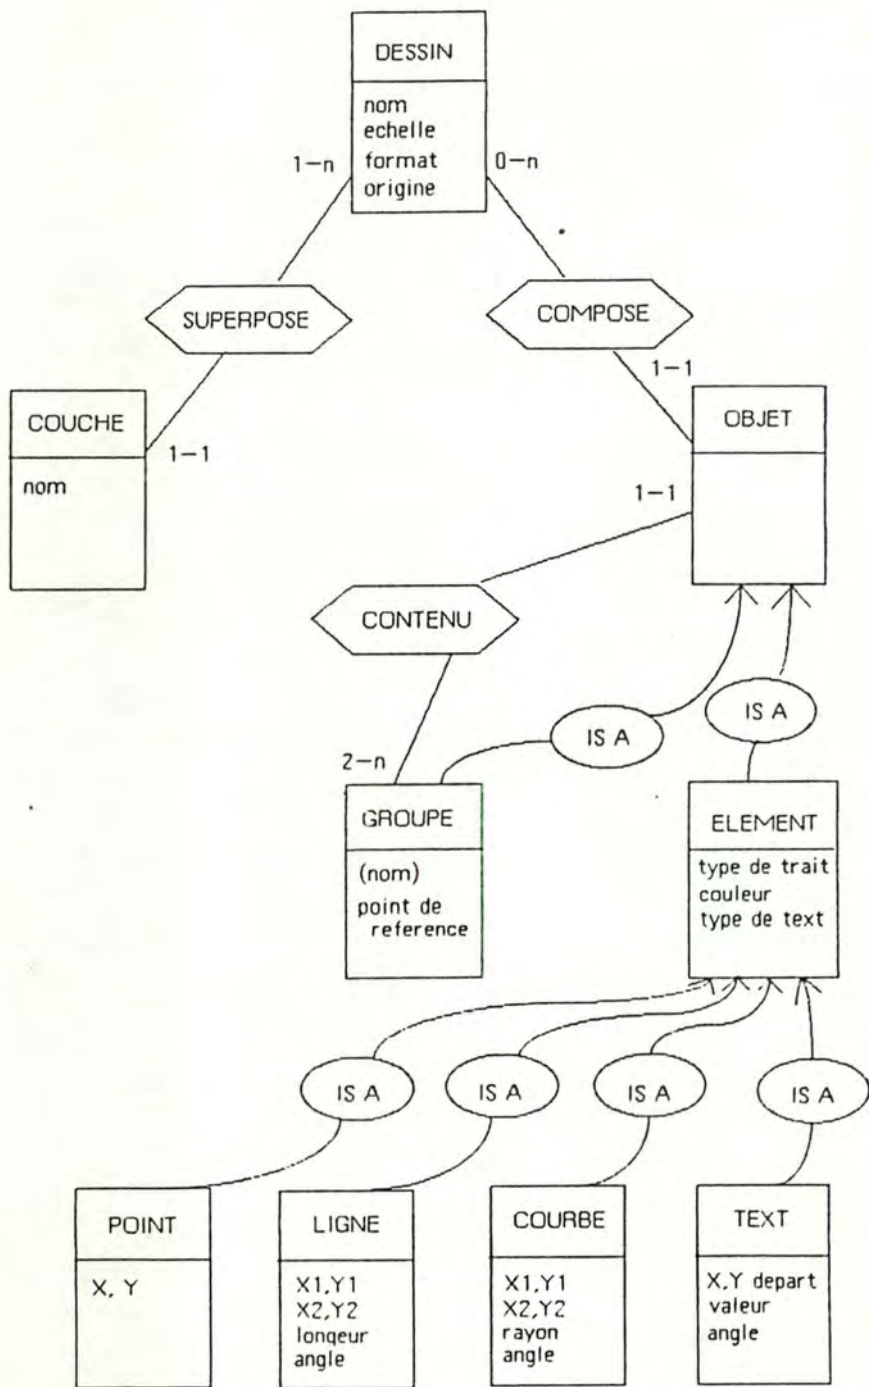 DESSIN
nom
echelle
format
origine
1-n
0-n
SUPERPOSE
COMPOSE
1-1
COUCHE
nom
1-1
OBJET
1-1
CONTENU
IS A
IS A
2-n
GROUPE
(nom)
point de
reference
ELEMENT
type de trait
couleur
type de text
IS A
IS A
IS A
IS A
POINT
X, Y
LIGNE
X1,Y1
X2,Y2
longeur
angle
COURBE
X1,Y1
X2,Y2
rayon
angle
TEXT
X,Y depart
valeur
angle